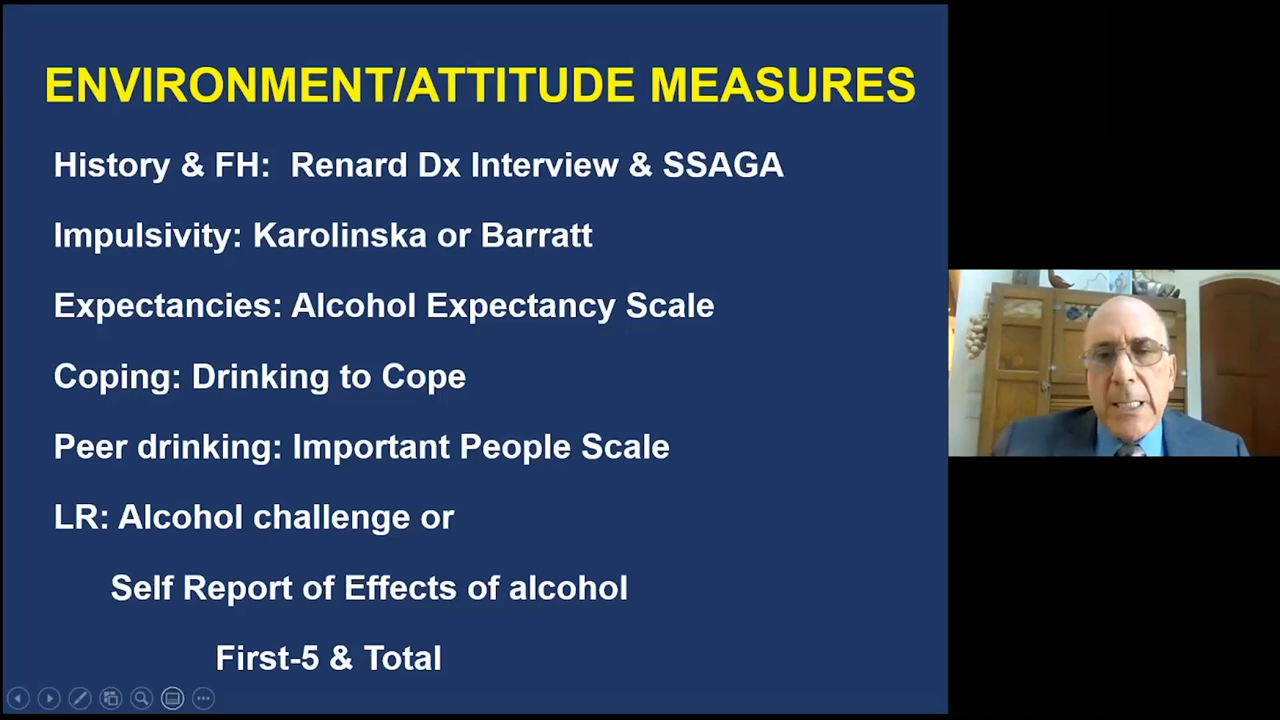 ENVIRONMENT/ATTITUDE MEASURES
History & FH: Renard Dx Interview & SSAGA
Impulsivity: Karolinska or Barratt
Expectancies: Alcohol Expectancy Scale
Coping: Drinking to Cope
Peer drinking: Important People Scale
LR: Alcohol challenge or
Self Report of Effects of alcohol
First-5 & Total